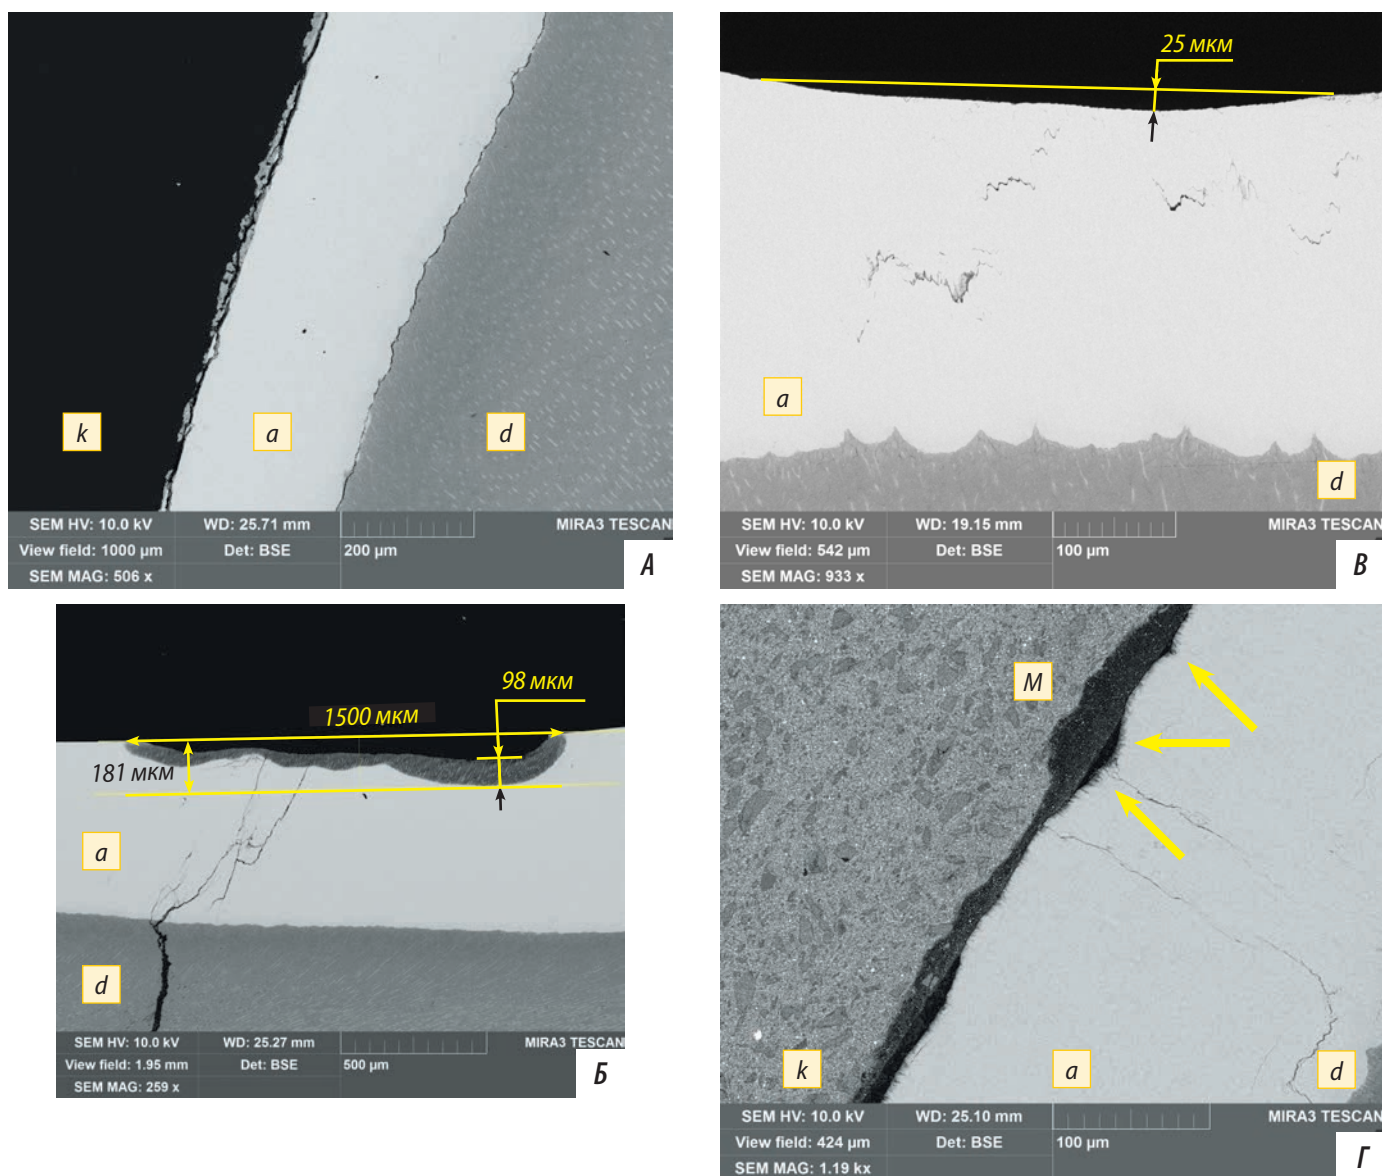 k
a
d
SEM HV: 10.0 kV
WD: 25.71 mm
MIRA3 TESCAN
View field: 1000 µm
Det: BSE
200 µm
SEM MAG: 506 x
А
25 мкм
a
d
SEM HV: 10.0 kV
WD: 19.15 mm
MIRA3 TESCAN
View field: 542 µm
Det: BSE
100 µm
SEM MAG: 933 x
В
98 мкм
1500 мкм
181 мкм
a
d
SEM HV: 10.0 kV
WD: 25.27 mm
MIRA3 TESCAN
View field: 1.95 mm
Det: BSE
500 µm
SEM MAG: 259 x
Б
М
k
a
d
SEM HV: 10.0 kV
WD: 25.10 mm
MIRA3 TESCAN
View field: 424 µm
Det: BSE
100 µm
SEM MAG: 1.19 kx
Г